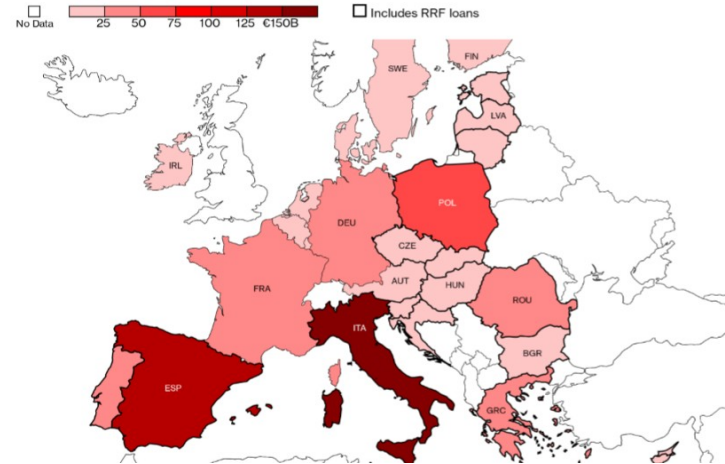 No Data
25 50 75 100 125 €150B
Includes RRF loans
FIN
SWE
LVA
IRL
POL
DEU
CZE
AUT
HUN
FRA
ROU
ITA
BGR
ESP
GRC